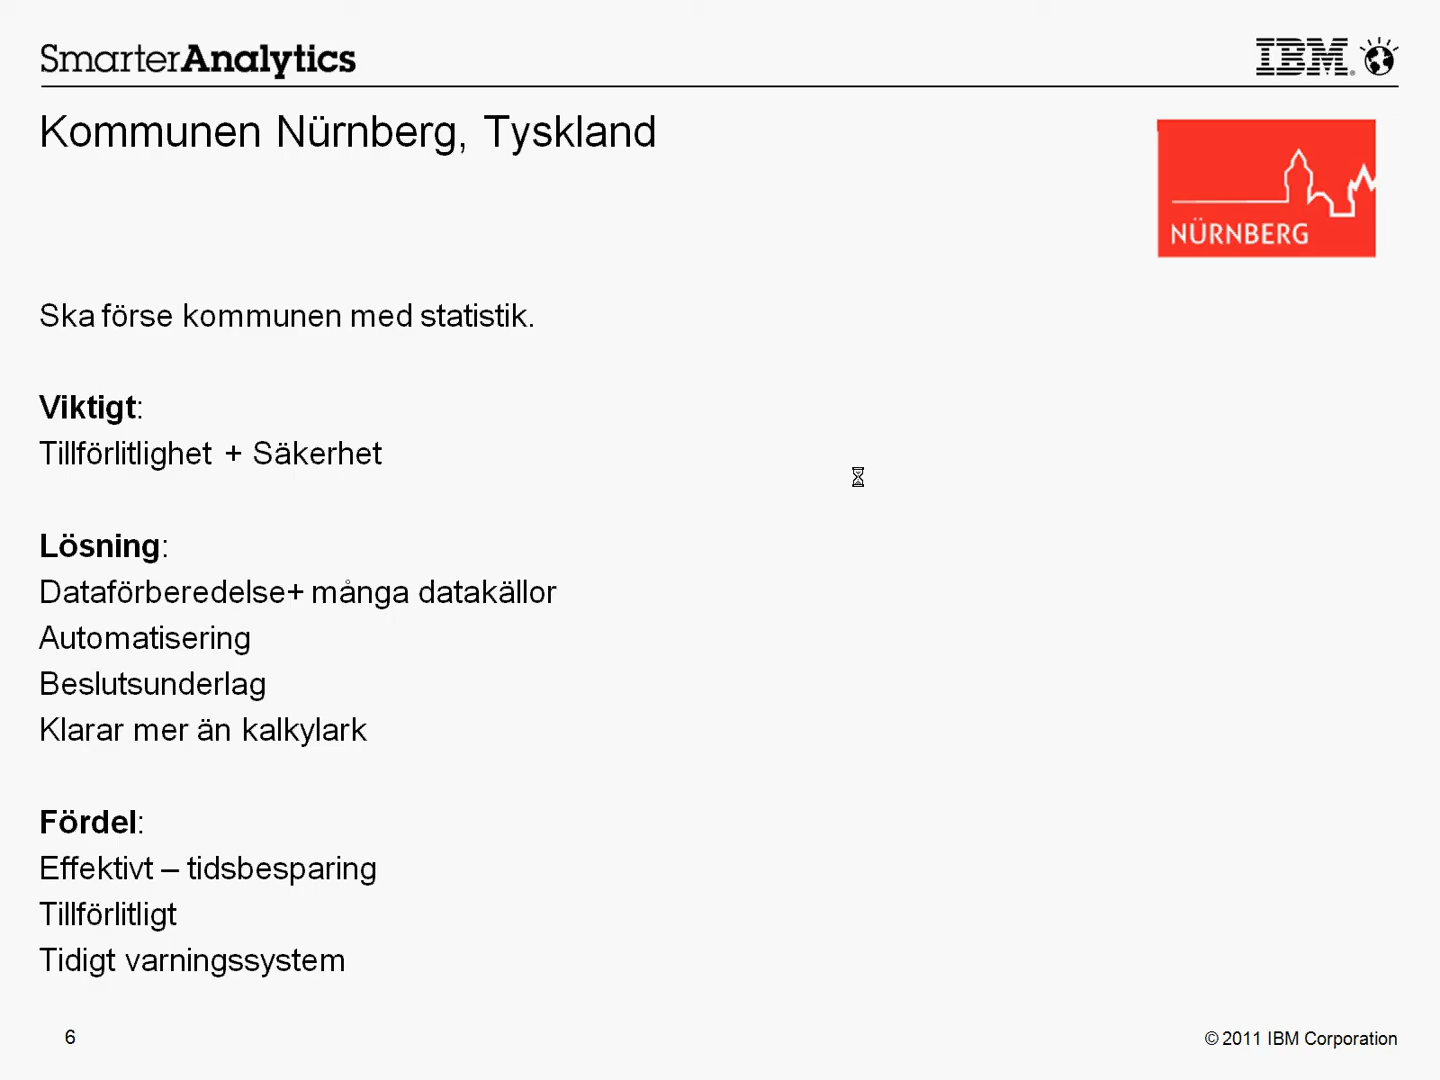 SmarterAnalytics
IBM
Kommunen Nürnberg, Tyskland
NÜRNBERG
Ska förse kommunen med statistik.
Viktigt:
Tillförlitlighet + Säkerhet
Lösning:
Dataförberedelse+ många datakällor
Automatisering
Beslutsunderlag
Klarar mer än kalkylark
Fördel:
Effektivt – tidsbesparing
Tillförlitligt
Tidigt varningssystem
6
© 2011 IBM Corporation